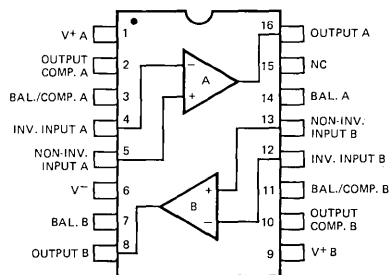 V+ A
1
OUTPUT
COMP. A
2
BAL./COMP. A
3
INV. INPUT A
4
NON-INV.
INPUT A
5
V−
6
BAL. B
7
OUTPUT B
8
− A
+
+
B
−
16
OUTPUT A
15
NC
14
BAL. A
13
NON-INV.
INPUT B
12
INV. INPUT B
11
BAL./COMP. B
10
OUTPUT
COMP. B
9
V+ B